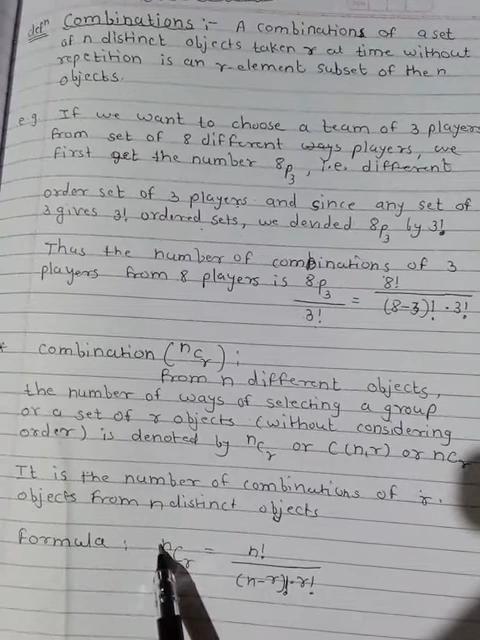 defⁿ Combinations :- A combinations of a set
of n distinct objects taken r at time without
repetition is an r-element subset of the n
objects.
e.g. If we want to choose a team of 3 players
from set of 8 different ways players, we
first get the number 8p₃, i.e. different
order set of 3 players and since any set of
3 gives 3! ordered sets, we devided 8p₃ by 3!
Thus the number of combinations of 3
players from 8 players is 8p₃/3! = 8!/(8-3)! · 3!
* Combination (ⁿcᵣ) :
from n different objects,
the number of ways of selecting a group
or a set of r objects (without considering
order) is denoted by ⁿcᵣ or C(n,r) or ncᵣ
It is the number of combinations of r.
objects from n distinct objects
formula : ⁿcᵣ = n!/(n-r)! · r!